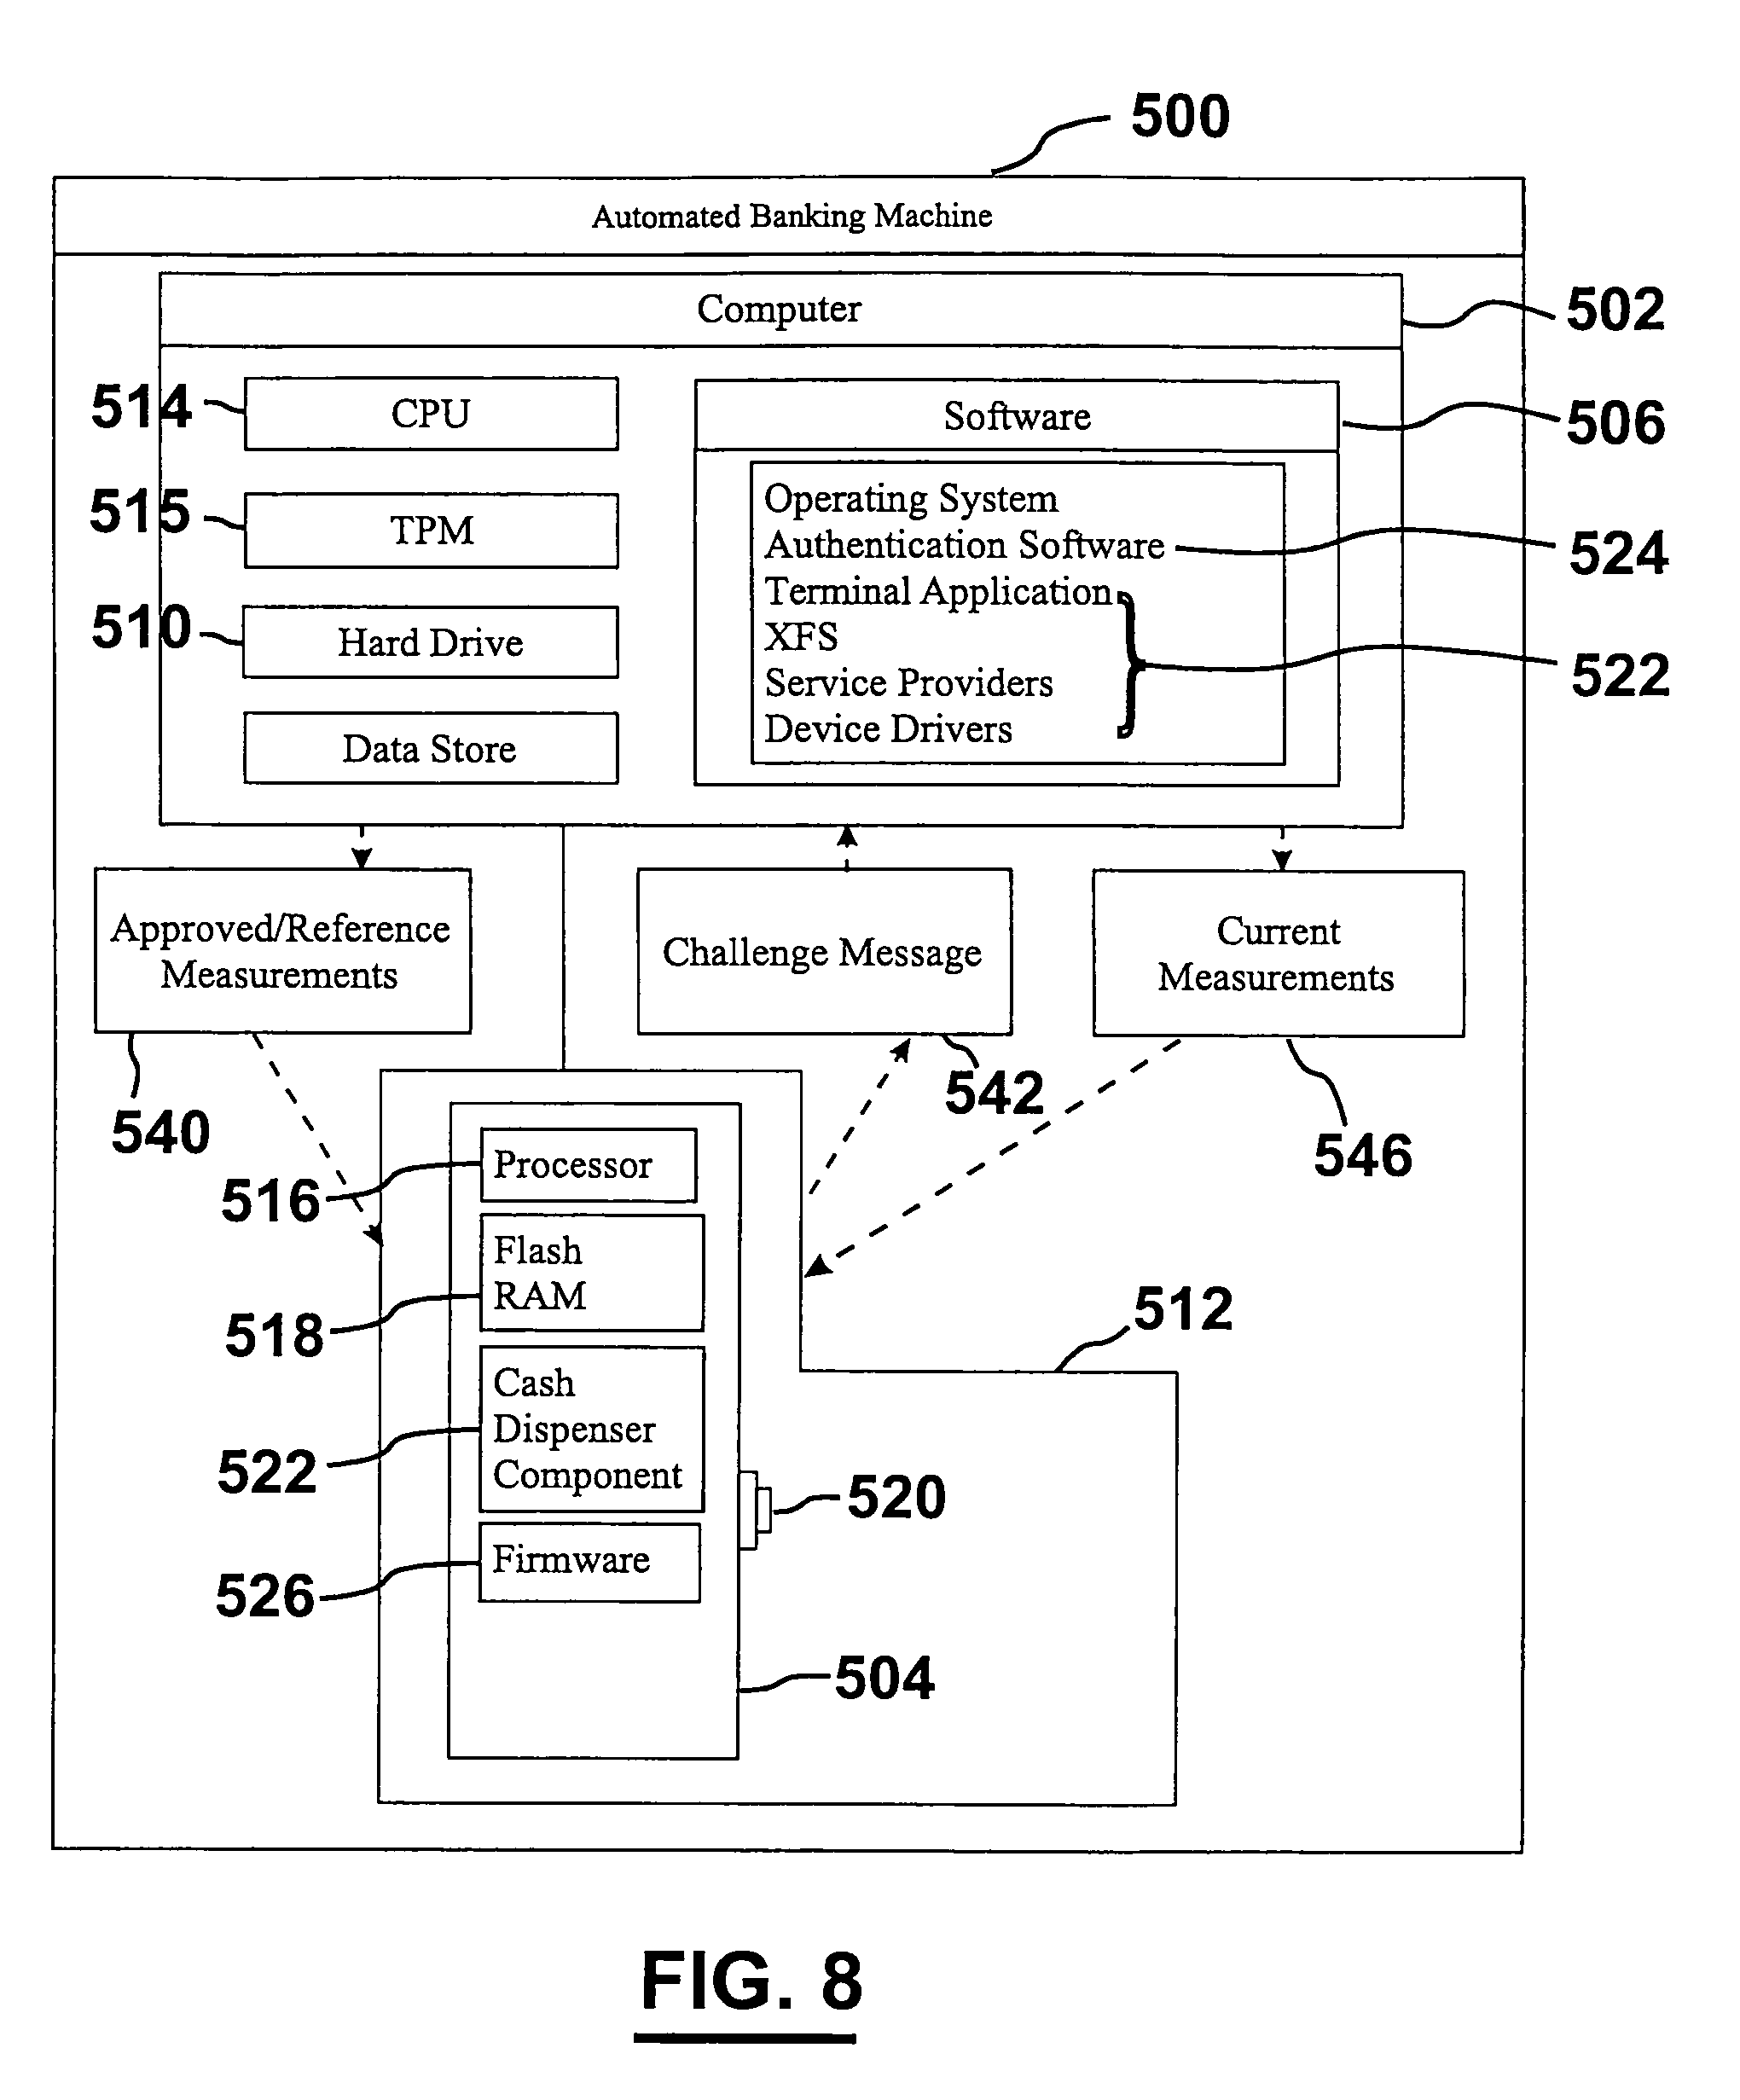 500
Automated Banking Machine
Computer
502
514
CPU
Software
506
515
TPM
Operating System
Authentication Software
524
Terminal Application
510
Hard Drive
XFS
522
Service Providers
Data Store
Device Drivers
Approved/Reference
Measurements
Challenge Message
Current
Measurements
540
542
546
516
Processor
518
Flash
RAM
512
522
Cash
Dispenser
Component
520
526
Firmware
504
FIG. 8